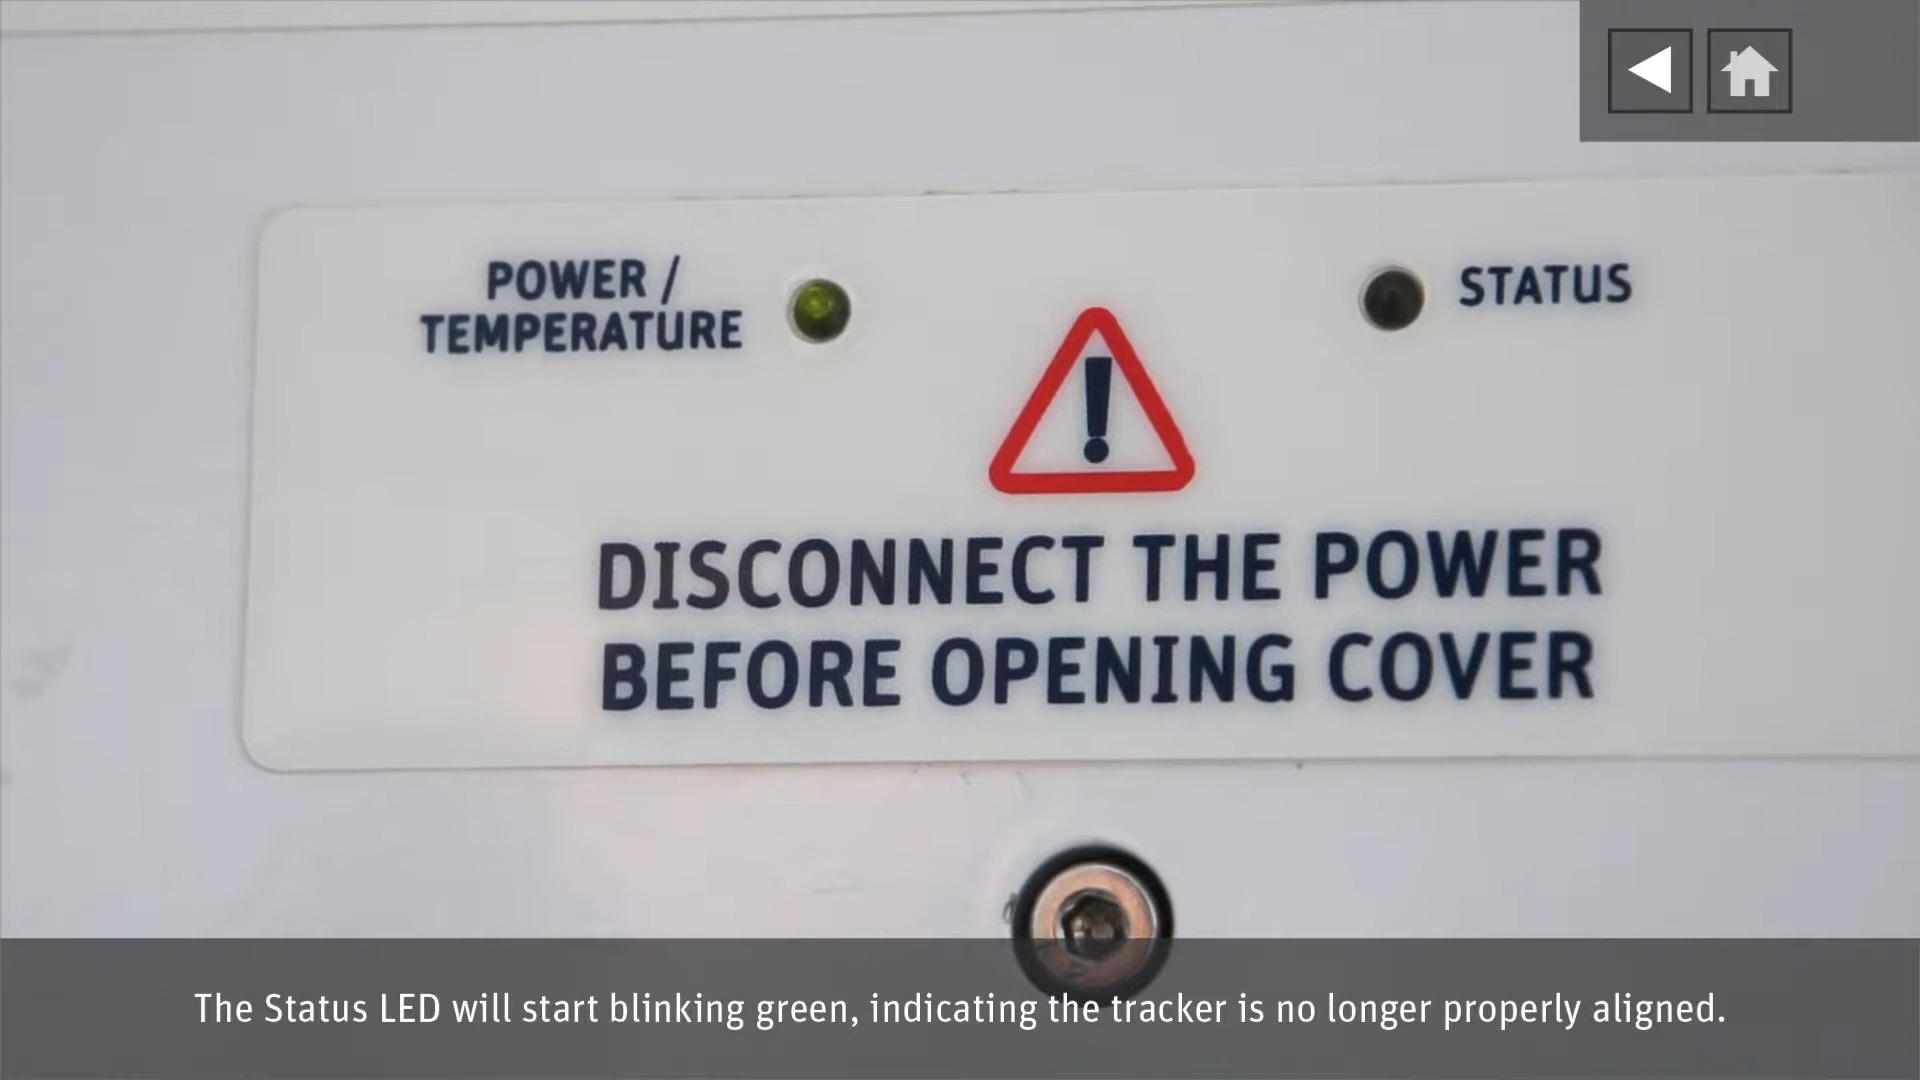 POWER /
TEMPERATURE
STATUS
DISCONNECT THE POWER
BEFORE OPENING COVER
The Status LED will start blinking green, indicating the tracker is no longer properly aligned.